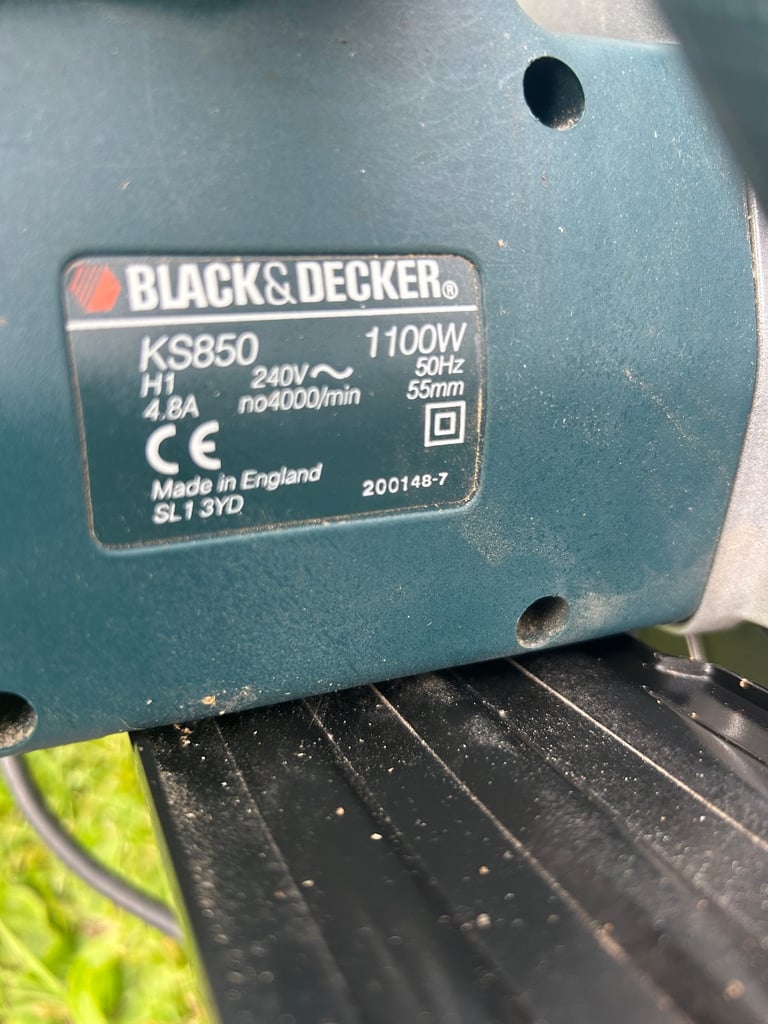 BLACK&DECKER®
KS850 1100W
H1 240V~ 50Hz
4.8A no4000/min 55mm
CE
Made in England 200148-7
SL1 3YD